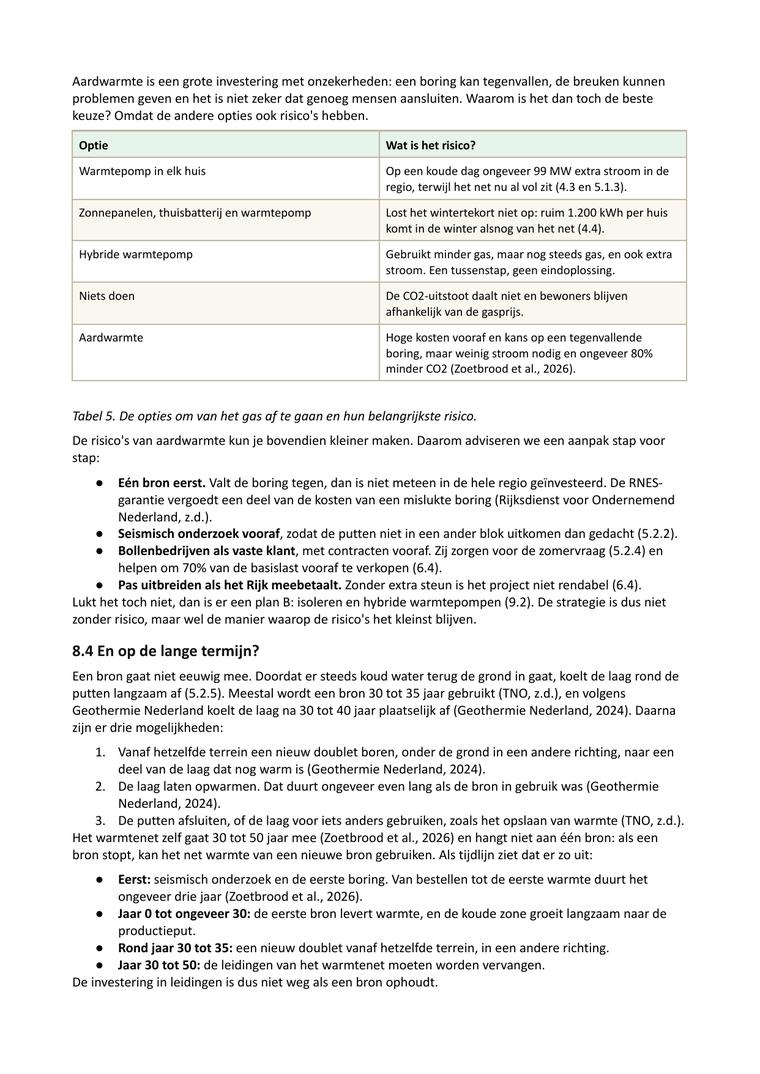 Aardwarmte is een grote investering met onzekerheden: een boring kan tegenvallen, de breuken kunnen
problemen geven en het is niet zeker dat genoeg mensen aansluiten. Waarom is het dan toch de beste
keuze? Omdat de andere opties ook risico's hebben.
Optie
Wat is het risico?
Warmtepomp in elk huis
Op een koude dag ongeveer 99 MW extra stroom in de
regio, terwijl het net nu al vol zit (4.3 en 5.1.3).
Zonnepanelen, thuisbatterij en warmtepomp
Lost het wintertekort niet op: ruim 1.200 kWh per huis
komt in de winter alsnog van het net (4.4).
Hybride warmtepomp
Gebruikt minder gas, maar nog steeds gas, en ook extra
stroom. Een tussenstap, geen eindoplossing.
Niets doen
De CO2-uitstoot daalt niet en bewoners blijven
afhankelijk van de gasprijs.
Aardwarmte
Hoge kosten vooraf en kans op een tegenvallende
boring, maar weinig stroom nodig en ongeveer 80%
minder CO2 (Zoetbrood et al., 2026).
Tabel 5. De opties om van het gas af te gaan en hun belangrijkste risico.
De risico's van aardwarmte kun je bovendien kleiner maken. Daarom adviseren we een aanpak stap voor
stap:
● Eén bron eerst. Valt de boring tegen, dan is niet meteen in de hele regio geïnvesteerd. De RNES-
garantie vergoedt een deel van de kosten van een mislukte boring (Rijksdienst voor Ondernemend
Nederland, z.d.).
● Seismisch onderzoek vooraf, zodat de putten niet in een ander blok uitkomen dan gedacht (5.2.2).
● Bollenbedrijven als vaste klant, met contracten vooraf. Zij zorgen voor de zomervraag (5.2.4) en
helpen om 70% van de basislast vooraf te verkopen (6.4).
● Pas uitbreiden als het Rijk meebetaalt. Zonder extra steun is het project niet rendabel (6.4).
Lukt het toch niet, dan is er een plan B: isoleren en hybride warmtepompen (9.2). De strategie is dus niet
zonder risico, maar wel de manier waarop de risico's het kleinst blijven.
8.4 En op de lange termijn?
Een bron gaat niet eeuwig mee. Doordat er steeds koud water terug de grond in gaat, koelt de laag rond de
putten langzaam af (5.2.5). Meestal wordt een bron 30 tot 35 jaar gebruikt (TNO, z.d.), en volgens
Geothermie Nederland koelt de laag na 30 tot 40 jaar plaatselijk af (Geothermie Nederland, 2024). Daarna
zijn er drie mogelijkheden:
1. Vanaf hetzelfde terrein een nieuw doublet boren, onder de grond in een andere richting, naar een
deel van de laag dat nog warm is (Geothermie Nederland, 2024).
2. De laag laten opwarmen. Dat duurt ongeveer even lang als de bron in gebruik was (Geothermie
Nederland, 2024).
3. De putten afsluiten, of de laag voor iets anders gebruiken, zoals het opslaan van warmte (TNO, z.d.).
Het warmtenet zelf gaat 30 tot 50 jaar mee (Zoetbrood et al., 2026) en hangt niet aan één bron: als een
bron stopt, kan het net warmte van een nieuwe bron gebruiken. Als tijdlijn ziet dat er zo uit:
● Eerst: seismisch onderzoek en de eerste boring. Van bestellen tot de eerste warmte duurt het
ongeveer drie jaar (Zoetbrood et al., 2026).
● Jaar 0 tot ongeveer 30: de eerste bron levert warmte, en de koude zone groeit langzaam naar de
productieput.
● Rond jaar 30 tot 35: een nieuw doublet vanaf hetzelfde terrein, in een andere richting.
● Jaar 30 tot 50: de leidingen van het warmtenet moeten worden vervangen.
De investering in leidingen is dus niet weg als een bron ophoudt.